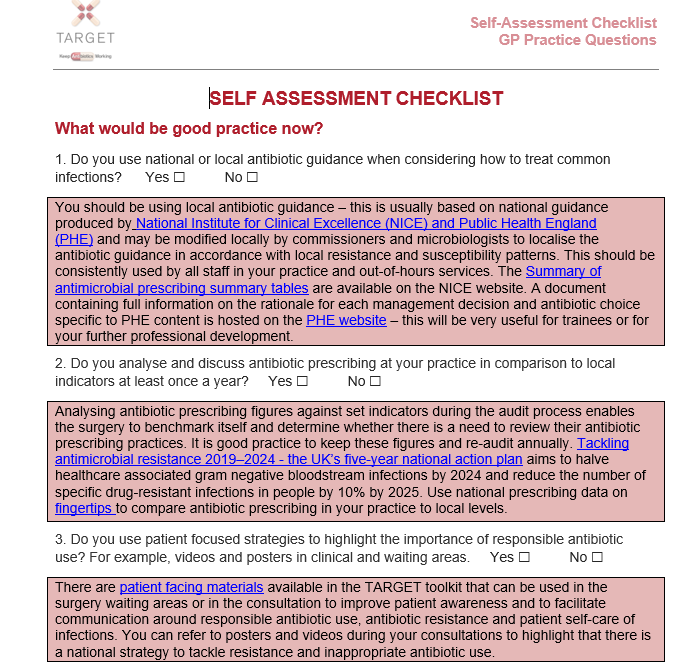 TARGET
Keep Antibiotics Working
Self-Assessment Checklist
GP Practice Questions
SELF ASSESSMENT CHECKLIST
What would be good practice now?
1. Do you use national or local antibiotic guidance when considering how to treat common
infections? Yes ☐ No ☐
You should be using local antibiotic guidance – this is usually based on national guidance
produced by National Institute for Clinical Excellence (NICE) and Public Health England
(PHE) and may be modified locally by commissioners and microbiologists to localise the
antibiotic guidance in accordance with local resistance and susceptibility patterns. This should be
consistently used by all staff in your practice and out-of-hours services. The Summary of
antimicrobial prescribing summary tables are available on the NICE website. A document
containing full information on the rationale for each management decision and antibiotic choice
specific to PHE content is hosted on the PHE website – this will be very useful for trainees or for
your further professional development.
2. Do you analyse and discuss antibiotic prescribing at your practice in comparison to local
indicators at least once a year? Yes ☐ No ☐
Analysing antibiotic prescribing figures against set indicators during the audit process enables
the surgery to benchmark itself and determine whether there is a need to review their antibiotic
prescribing practices. It is good practice to keep these figures and re-audit annually. Tackling
antimicrobial resistance 2019–2024 - the UK's five-year national action plan aims to halve
healthcare associated gram negative bloodstream infections by 2024 and reduce the number of
specific drug-resistant infections in people by 10% by 2025. Use national prescribing data on
fingertips to compare antibiotic prescribing in your practice to local levels.
3. Do you use patient focused strategies to highlight the importance of responsible antibiotic
use? For example, videos and posters in clinical and waiting areas. Yes ☐ No ☐
There are patient facing materials available in the TARGET toolkit that can be used in the
surgery waiting areas or in the consultation to improve patient awareness and to facilitate
communication around responsible antibiotic use, antibiotic resistance and patient self-care of
infections. You can refer to posters and videos during your consultations to highlight that there is
a national strategy to tackle resistance and inappropriate antibiotic use.